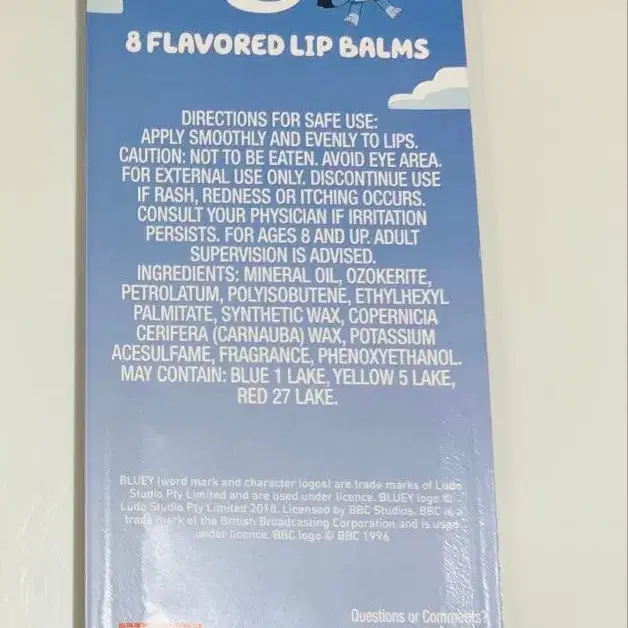 8 FLAVORED LIP BALMS
DIRECTIONS FOR SAFE USE:
APPLY SMOOTHLY AND EVENLY TO LIPS.
CAUTION: NOT TO BE EATEN. AVOID EYE AREA.
FOR EXTERNAL USE ONLY. DISCONTINUE USE
IF RASH, REDNESS OR ITCHING OCCURS.
CONSULT YOUR PHYSICIAN IF IRRITATION
PERSISTS. FOR AGES 8 AND UP. ADULT
SUPERVISION IS ADVISED.
INGREDIENTS: MINERAL OIL, OZOKERITE,
PETROLATUM, POLYISOBUTENE, ETHYLHEXYL
PALMITATE, SYNTHETIC WAX, COPERNICIA
CERIFERA (CARNAUBA) WAX, POTASSIUM
ACESULFAME, FRAGRANCE, PHENOXYETHANOL.
MAY CONTAIN: BLUE 1 LAKE, YELLOW 5 LAKE,
RED 27 LAKE.
BLUEY (word mark and character logos) are trade marks of Ludo
Studio Pty Limited and are used under licence. BLUEY logo ©
Ludo Studio Pty Limited 2018. Licensed by BBC Studios. BBC is a
trade mark of the British Broadcasting Corporation and is used
under licence. BBC logo © BBC 1996
Questions or Comments?